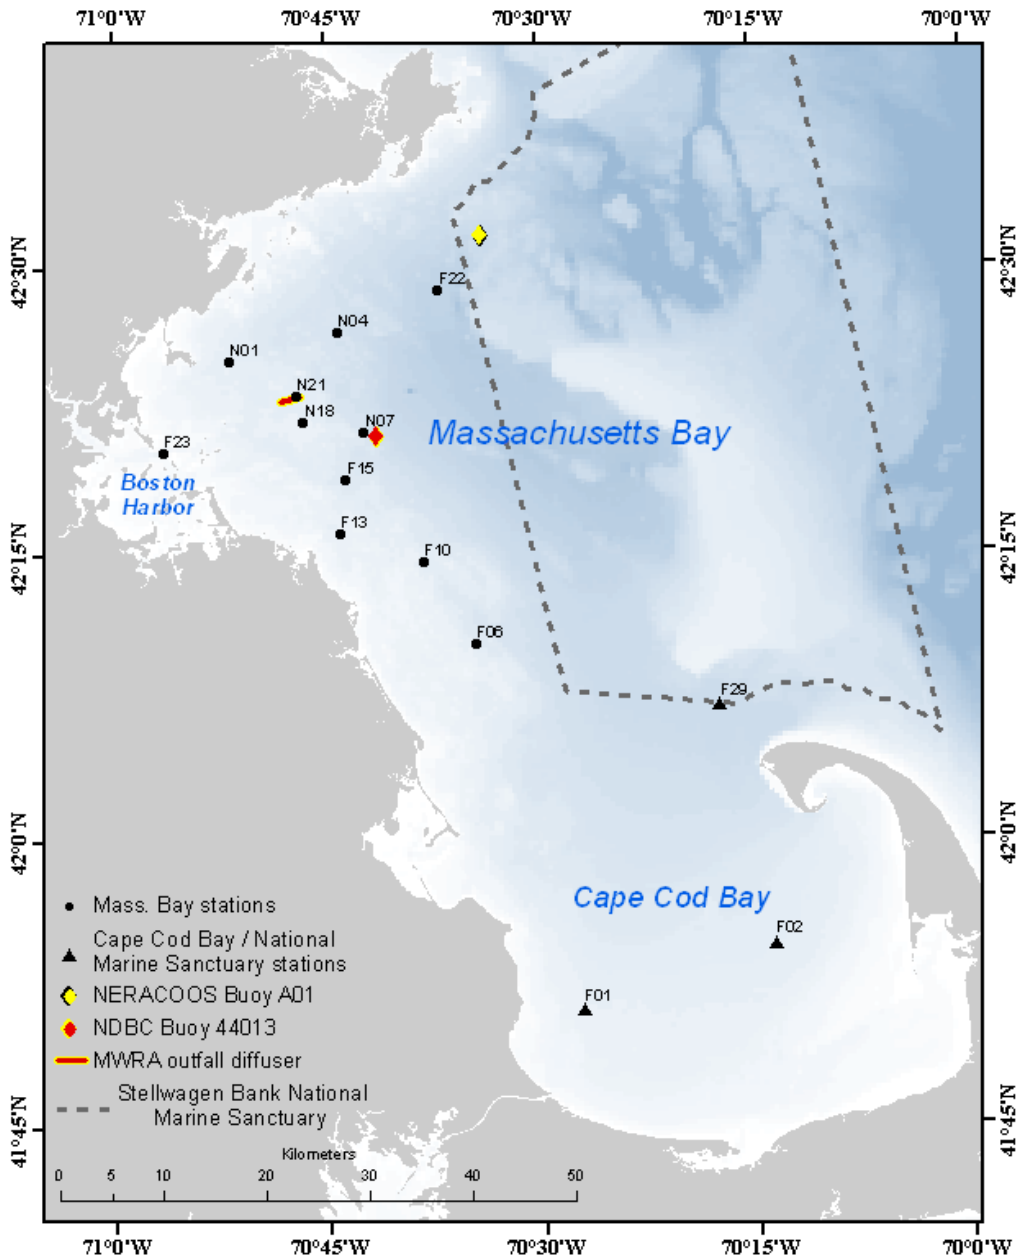 71°0'W 70°45'W 70°30'W 70°15'W 70°0'W
42°30'N 42°30'N
F22
N04
N01
N21
N18
N07
Massachusetts Bay
F23
F15
Boston
Harbor
F13
42°15'N 42°15'N
F10
F06
F29
42°0'N 42°0'N
Cape Cod Bay
Mass. Bay stations
F02
Cape Cod Bay / National
Marine Sanctuary stations
NERACOOS Buoy A01
F01
NDBC Buoy 44013
MWRA outfall diffuser
Stellwagen Bank National
Marine Sanctuary
41°45'N 41°45'N
Kilometers
0 5 10 20 30 40 50
71°0'W 70°45'W 70°30'W 70°15'W 70°0'W